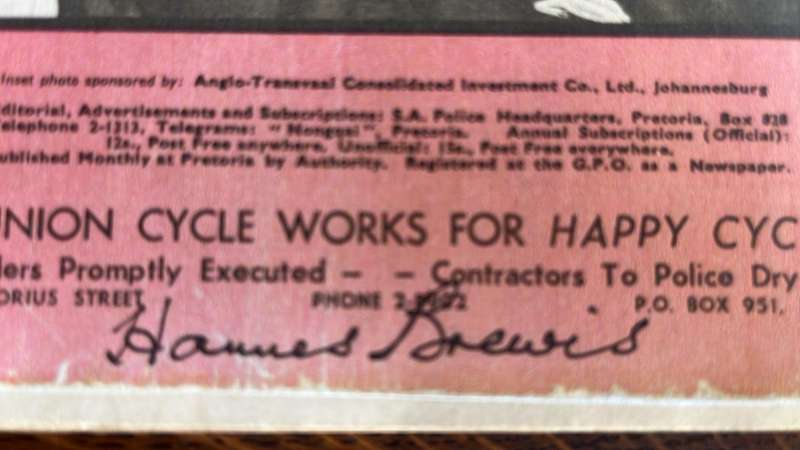 Inset photo sponsored by: Anglo-Transvaal Consolidated Investment Co., Ltd., Johannesburg
ditorial, Advertisements and Subscriptions: S.A. Police Headquarters, Pretoria, Box 828
elephone 2-1313, Telegrams: "Nongqai", Pretoria. Annual Subscriptions (Official):
12s., Post Free anywhere. Unofficial: 15s., Post Free everywhere.
ublished Monthly at Pretoria by Authority. Registered at the G.P.O. as a Newspaper.
NION CYCLE WORKS FOR HAPPY CYC
ers Promptly Executed – – Contractors To Police Dry
ORIUS STREET PHONE P.O. BOX 951,
Hannes Brewis